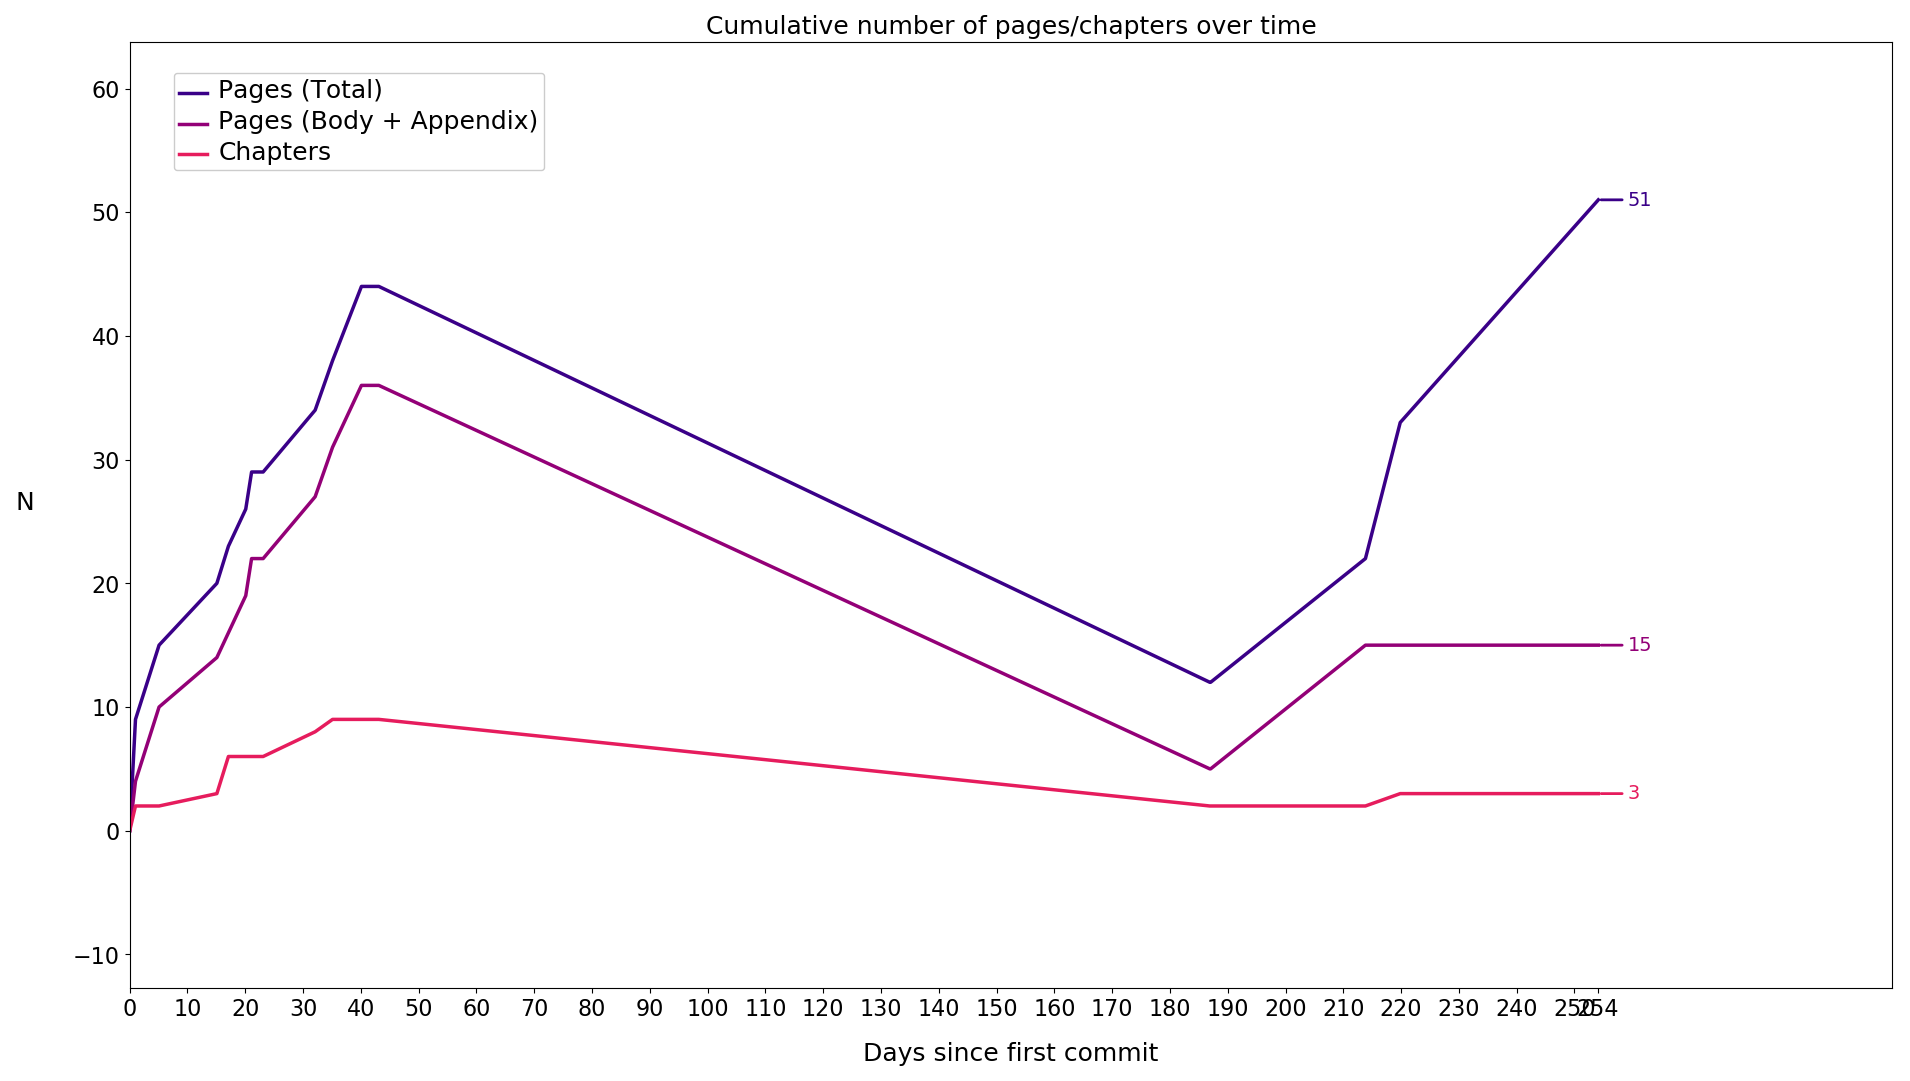 Cumulative number of pages/chapters over time
Pages (Total)
Pages (Body + Appendix)
Chapters
60
50
40
30
20
10
0
−10
N
51
15
3
0 10 20 30 40 50 60 70 80 90 100 110 120 130 140 150 160 170 180 190 200 210 220 230 240 250 254
Days since first commit